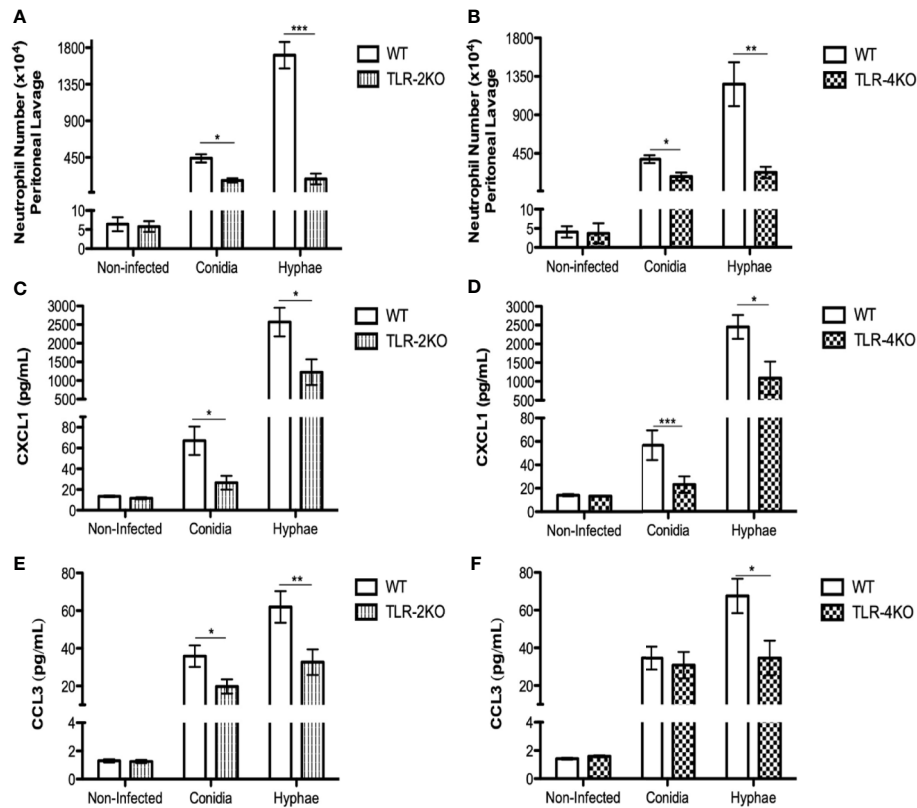 A
Neutrophil Number (x10⁴)
Peritoneal Lavage
1800
1350
900
450
10
5
0
***
*
WT
TLR-2KO
Non-infected Conidia Hyphae
B
Neutrophil Number (x10⁴)
Peritoneal Lavage
1800
1350
900
450
10
5
0
**
*
WT
TLR-4KO
Non-infected Conidia Hyphae
C
CXCL1 (pg/mL)
3000
2500
2000
1500
1000
500
80
60
40
20
0
*
*
WT
TLR-2KO
Non-Infected Conidia Hyphae
D
CXCL1 (pg/mL)
3000
2500
2000
1500
1000
500
80
60
40
20
0
*
***
WT
TLR-4KO
Non-Infected Conidia Hyphae
E
CCL3 (pg/mL)
80
60
40
20
4
2
0
**
*
WT
TLR-2KO
Non-Infected Conidia Hyphae
F
CCL3 (pg/mL)
80
60
40
20
4
2
0
*
WT
TLR-4KO
Non-Infected Conidia Hyphae